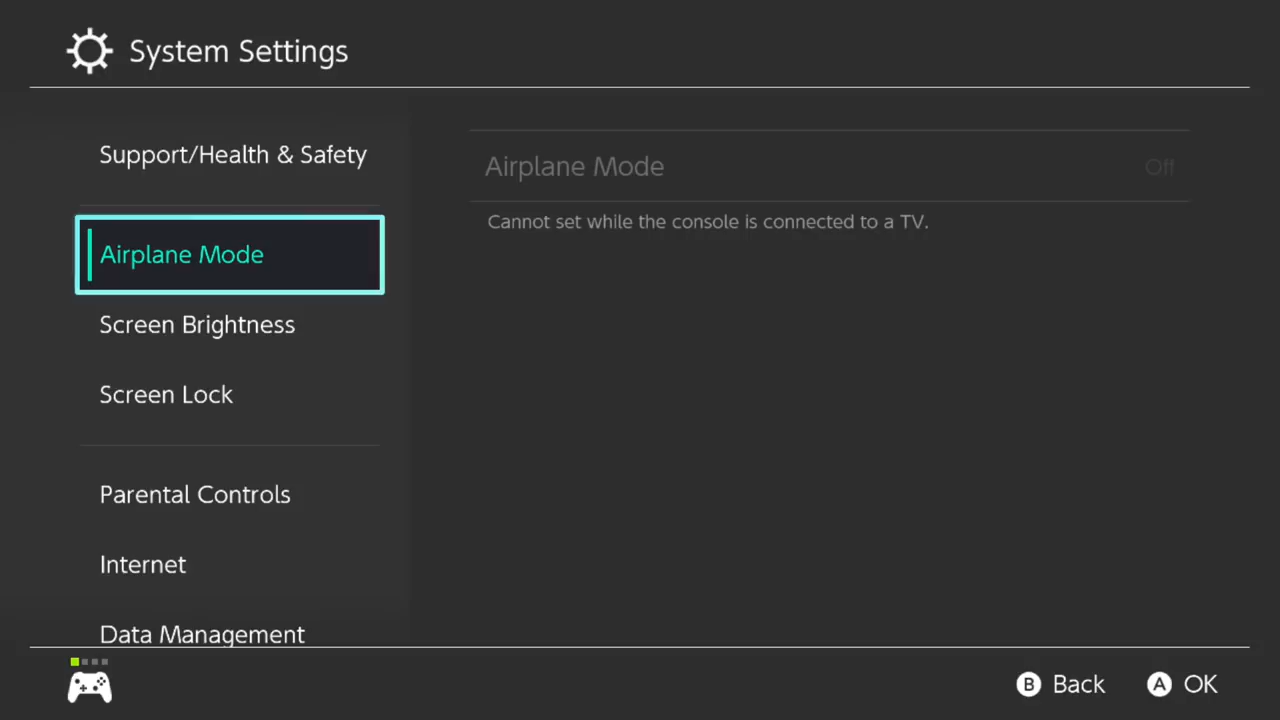 System Settings
Support/Health & Safety
Airplane Mode
Screen Brightness
Screen Lock
Parental Controls
Internet
Data Management
Airplane Mode Off
Cannot set while the console is connected to a TV.
B Back A OK